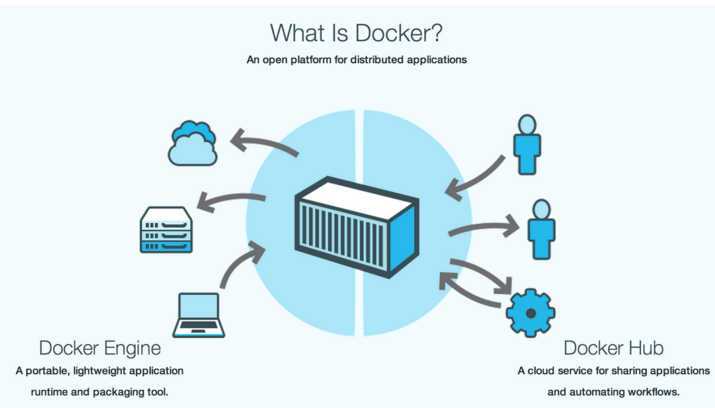 What Is Docker?
An open platform for distributed applications
Docker Engine
A portable, lightweight application
runtime and packaging tool.
Docker Hub
A cloud service for sharing applications
and automating workflows.